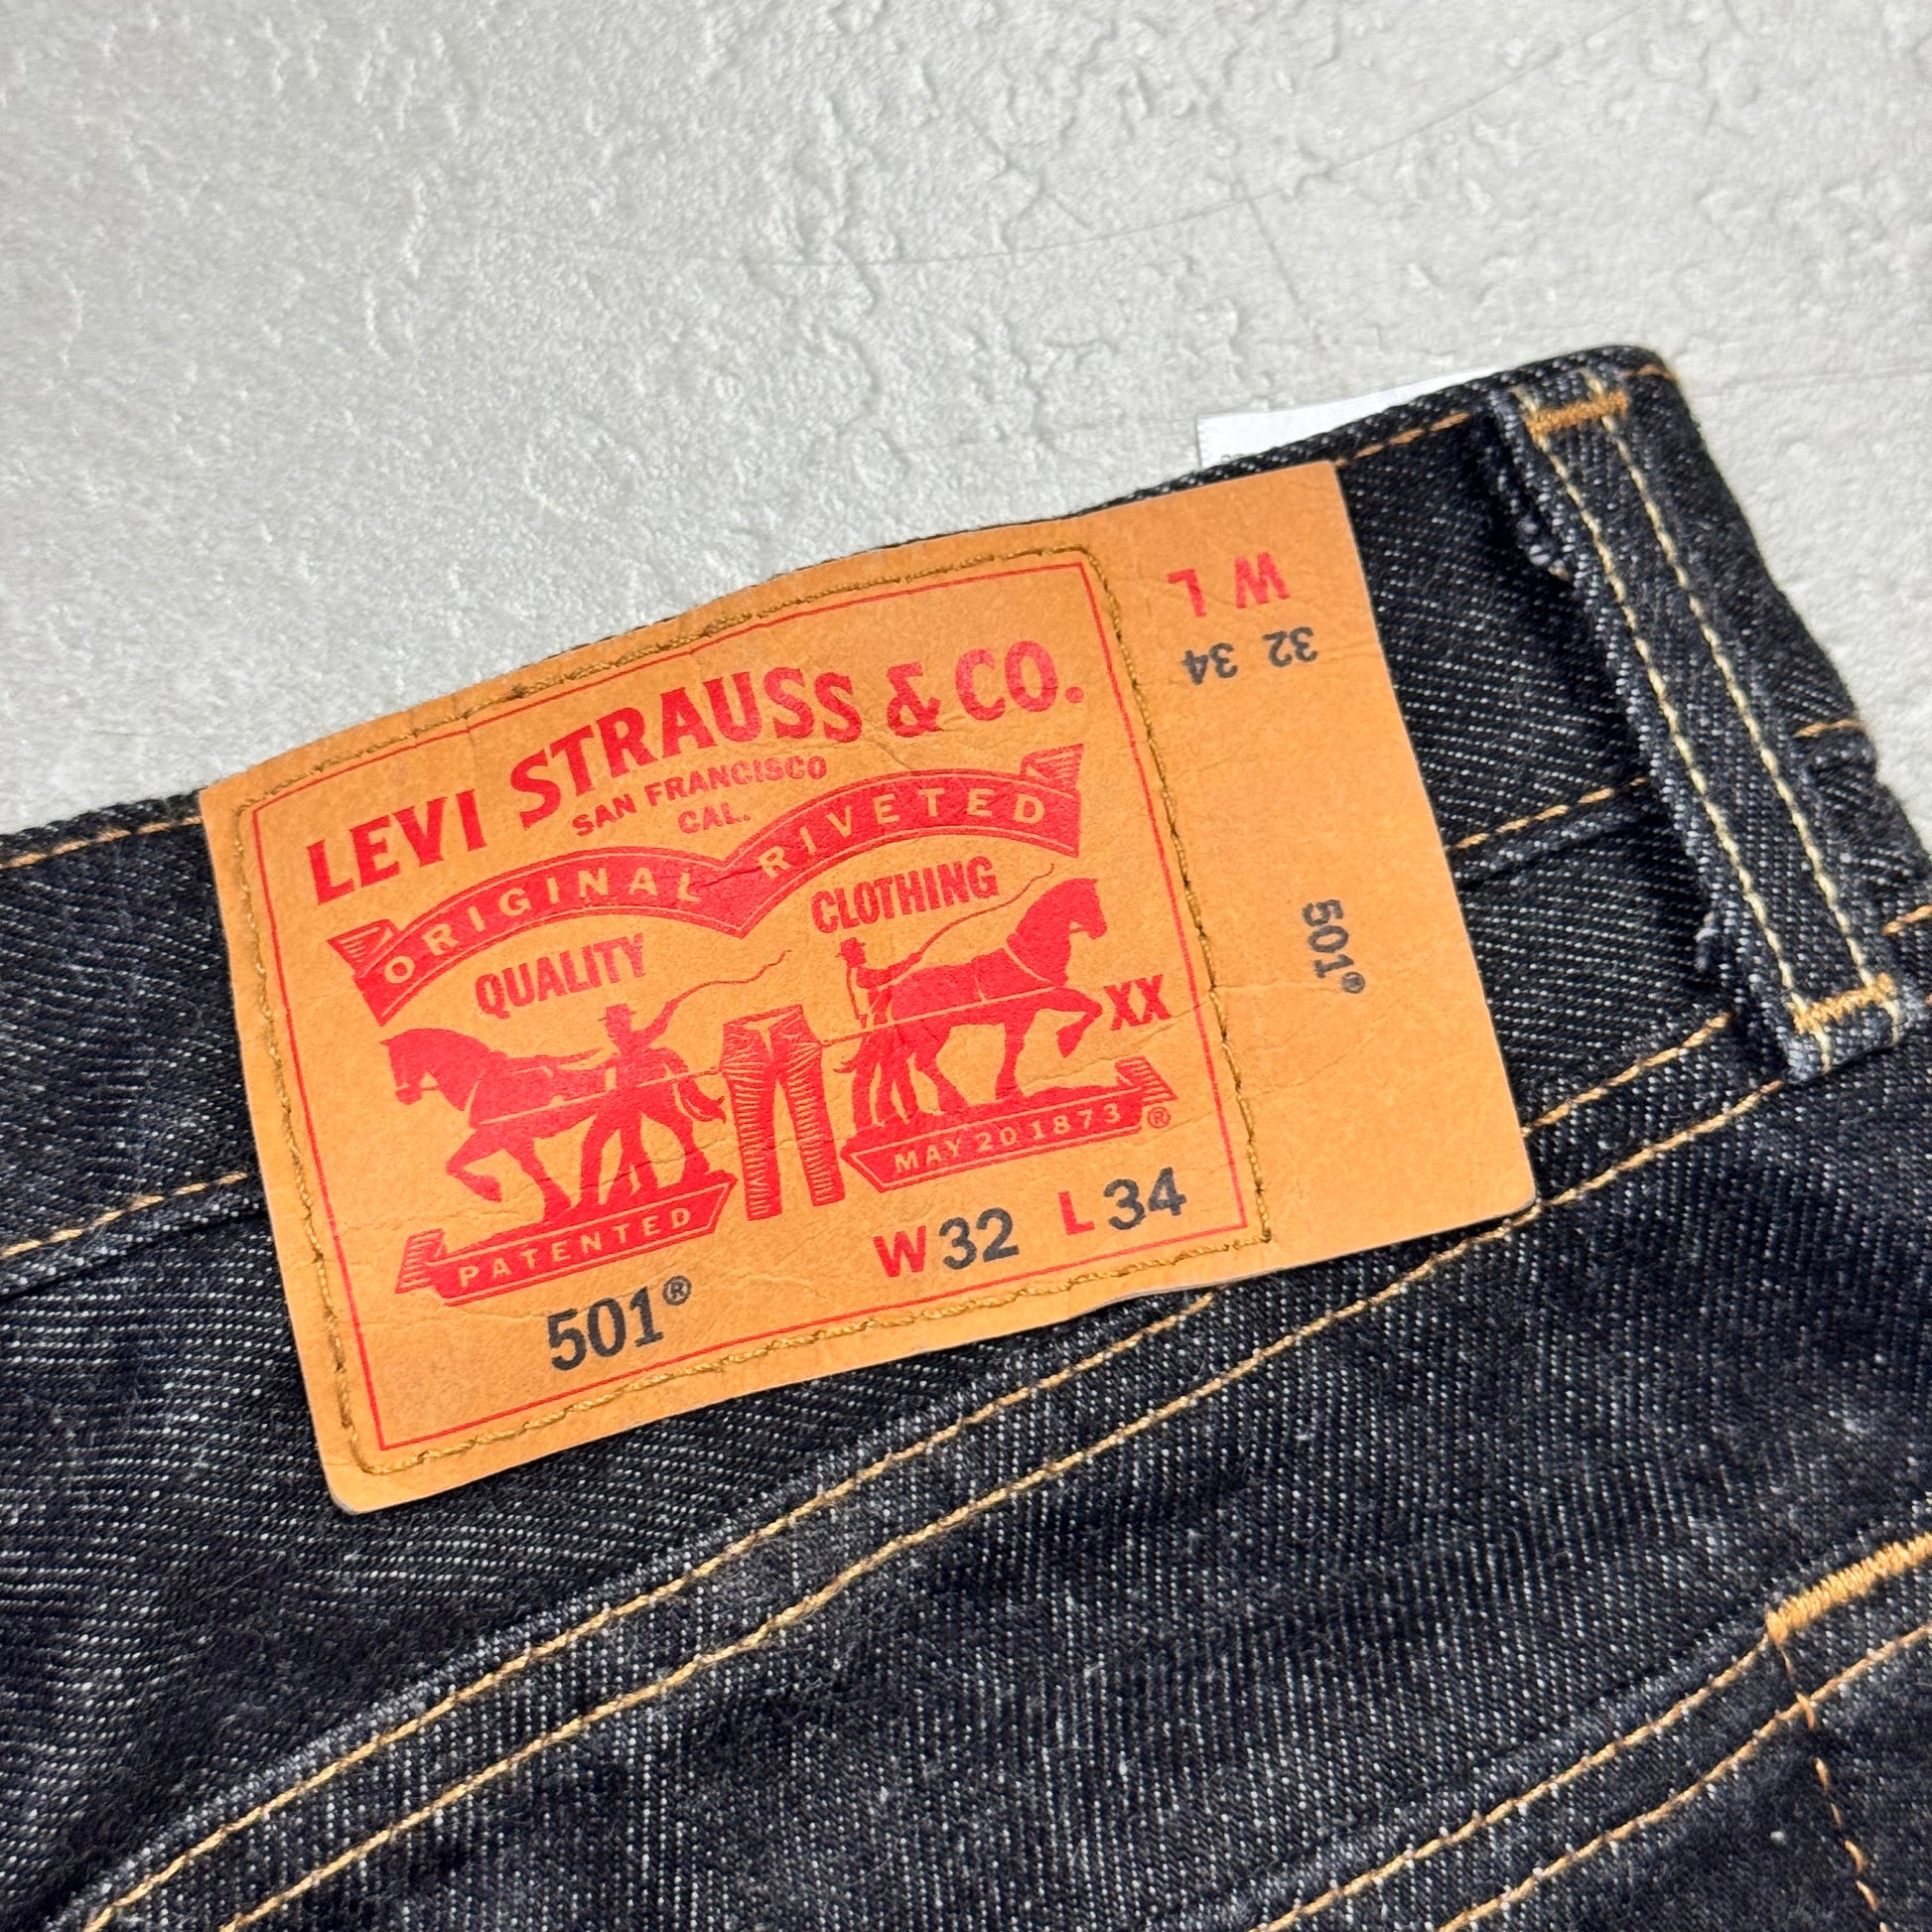 LEVI STRAUSS & CO.
SAN FRANCISCO
CAL.
ORIGINAL RIVETED
QUALITY CLOTHING
XX
PATENTED MAY 20 1873 ®
501® W32 L34
W L
32 34
501®